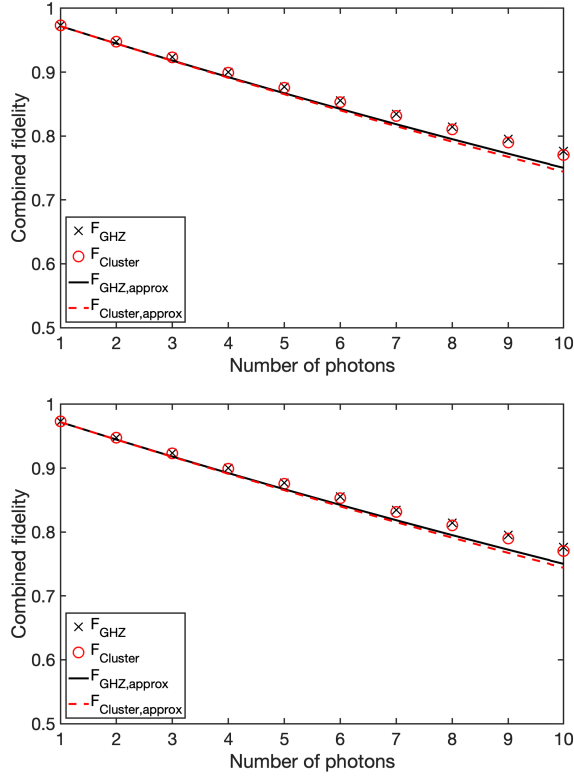 1
0.9
0.8
0.7
0.6
0.5
Combined fidelity
F_GHZ
F_Cluster
F_GHZ,approx
F_Cluster,approx
1 2 3 4 5 6 7 8 9 10
Number of photons
1
0.9
0.8
0.7
0.6
0.5
Combined fidelity
F_GHZ
F_Cluster
F_GHZ,approx
F_Cluster,approx
1 2 3 4 5 6 7 8 9 10
Number of photons